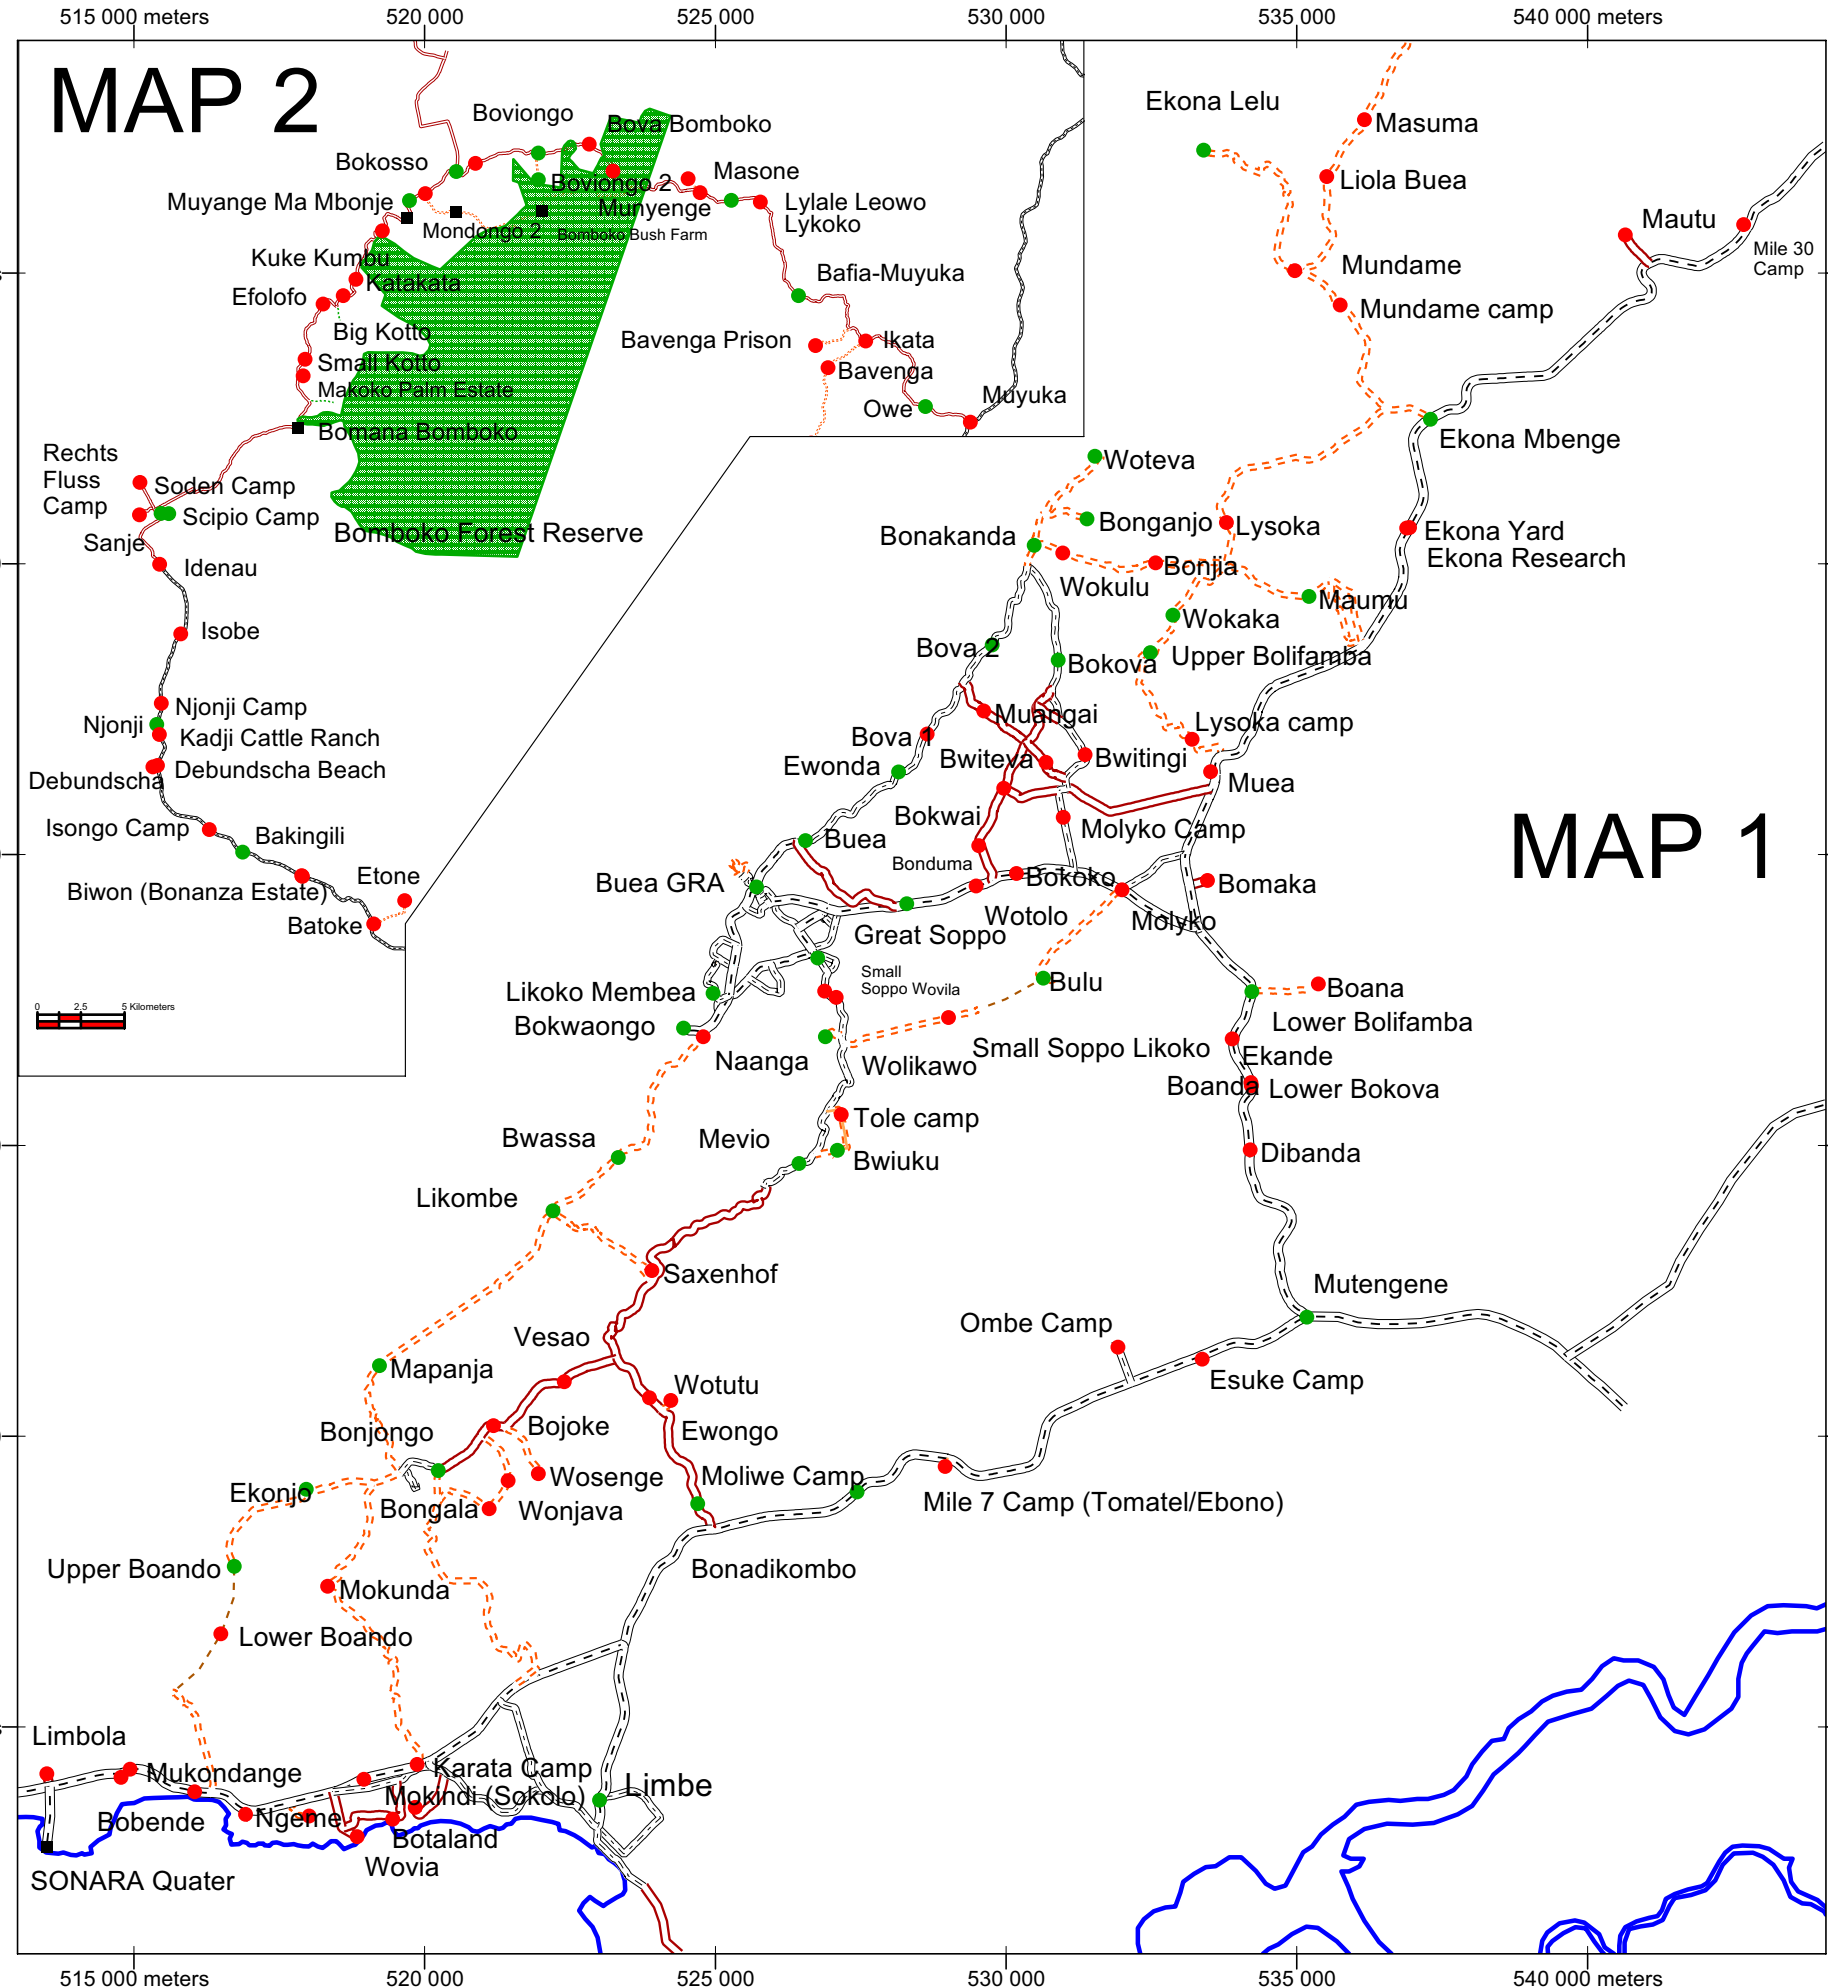 515 000 meters
520 000
525 000
530 000
535 000
540 000 meters
MAP 2
Boviongo
Bova Bomboko
Bokosso
Boviongo 2
Masone
Muyange Ma Mbonje
Munyenge
Lylale Leowo
Lykoko
Mondongo 2
Bomboko Bush Farm
Kuke Kumbu
Katakata
Bafia-Muyuka
Efolofo
Big Kotto
Bavenga Prison
Ikata
Small Kotto
Bavenga
Makoko Palm Estate
Owe
Muyuka
Bomana Bomboko
Rechts
Fluss
Camp
Soden Camp
Scipio Camp
Sanje
Bomboko Forest Reserve
Idenau
Isobe
Njonji Camp
Njonji
Kadji Cattle Ranch
Debundscha Beach
Debundscha
Isongo Camp
Bakingili
Biwon (Bonanza Estate)
Etone
Batoke
0
2.5
5 Kilometers
Ekona Lelu
Masuma
Liola Buea
Mautu
Mile 30
Camp
Mundame
Mundame camp
Ekona Mbenge
Woteva
Bonganjo
Lysoka
Ekona Yard
Ekona Research
Bonakanda
Bonjia
Wokulu
Maumu
Wokaka
Bova 2
Bokova
Upper Bolifamba
Muangai
Lysoka camp
Bova 1
Bwiteva
Bwitingi
Ewonda
Muea
Bokwai
Molyko Camp
MAP 1
Buea
Bonduma
Bokoko
Bomaka
Buea GRA
Wotolo
Molyko
Great Soppo
Small
Soppo Wovila
Bulu
Boana
Likoko Membea
Bokwaongo
Lower Bolifamba
Naanga
Wolikawo
Small Soppo Likoko
Ekande
Boanda
Lower Bokova
Tole camp
Mevio
Bwassa
Bwiuku
Dibanda
Likombe
Saxenhof
Mutengene
Ombe Camp
Vesao
Mapanja
Wotutu
Esuke Camp
Bonjongo
Bojoke
Ewongo
Wosenge
Moliwe Camp
Ekonjo
Bongala
Wonjava
Mile 7 Camp (Tomatel/Ebono)
Upper Boando
Bonadikombo
Mokunda
Lower Boando
Limbola
Mukondange
Karata Camp
Limbe
Mokindi (Sokolo)
Bobende
Ngeme
Botaland
Wovia
SONARA Quater
515 000 meters
520 000
525 000
530 000
535 000
540 000 meters